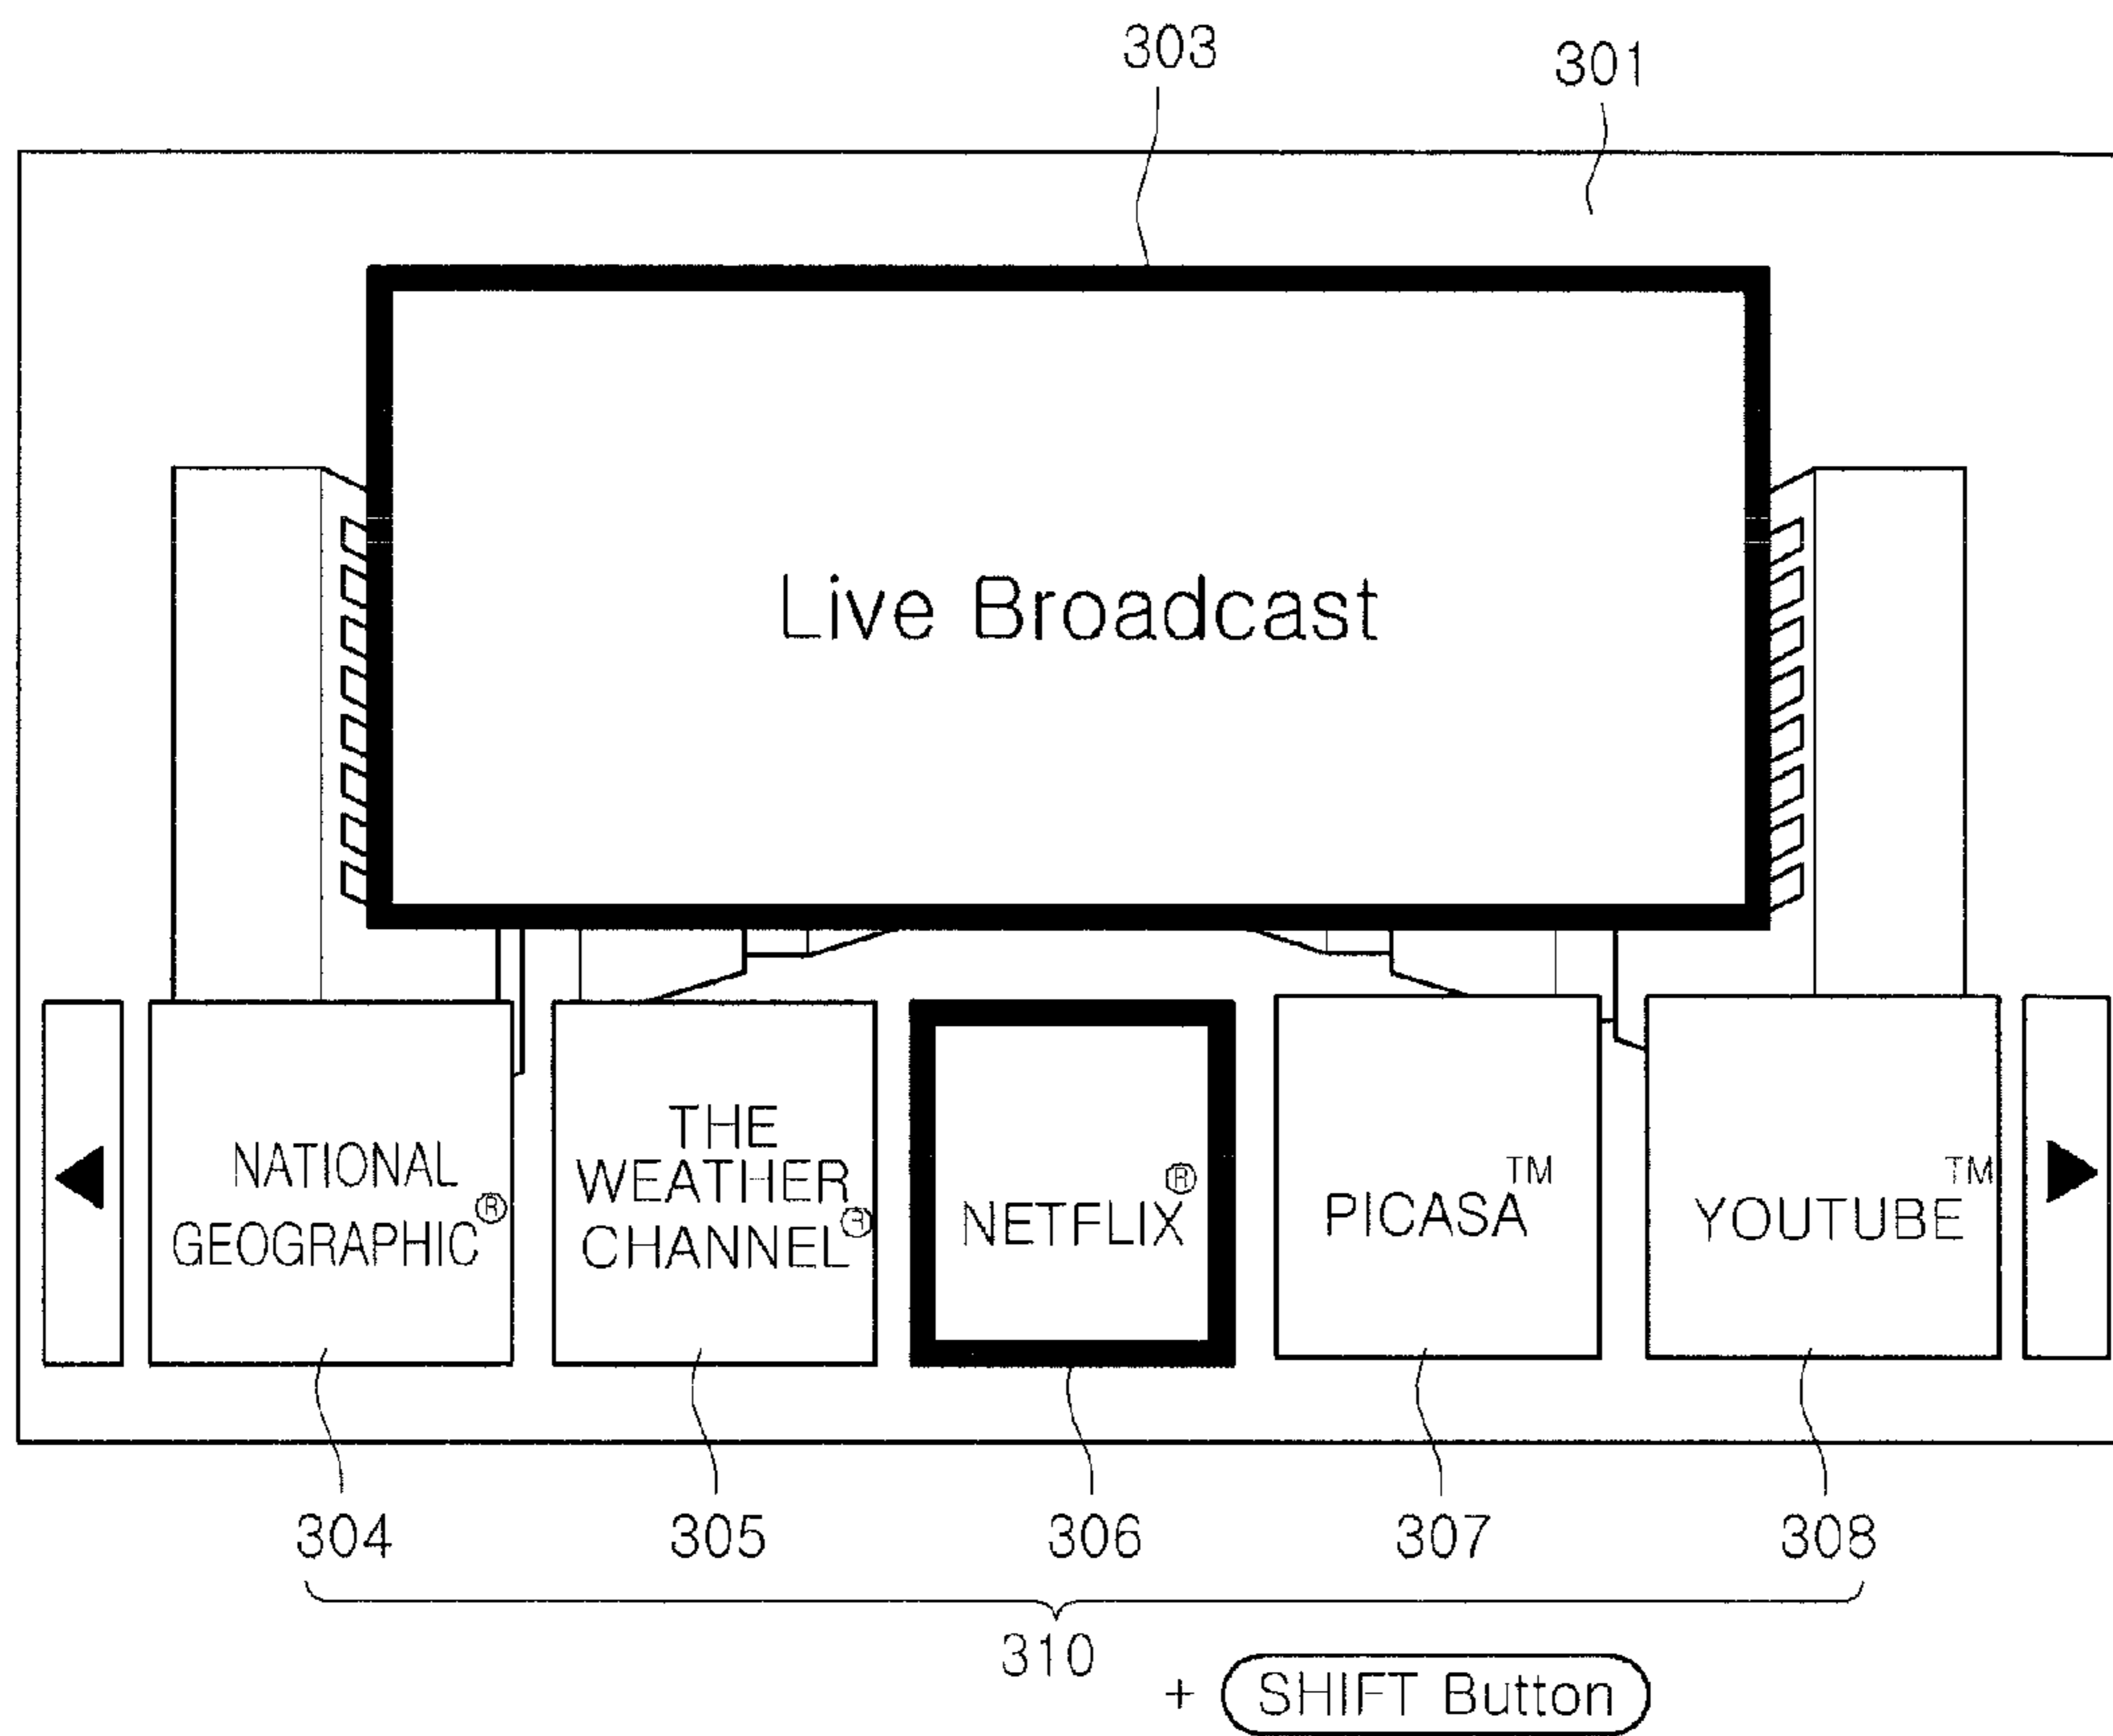 303
301
Live Broadcast
NATIONAL
GEOGRAPHIC®
THE
WEATHER
CHANNEL®
NETFLIX®
PICASA™
YOUTUBE™
304
305
306
307
308
310
+ SHIFT Button